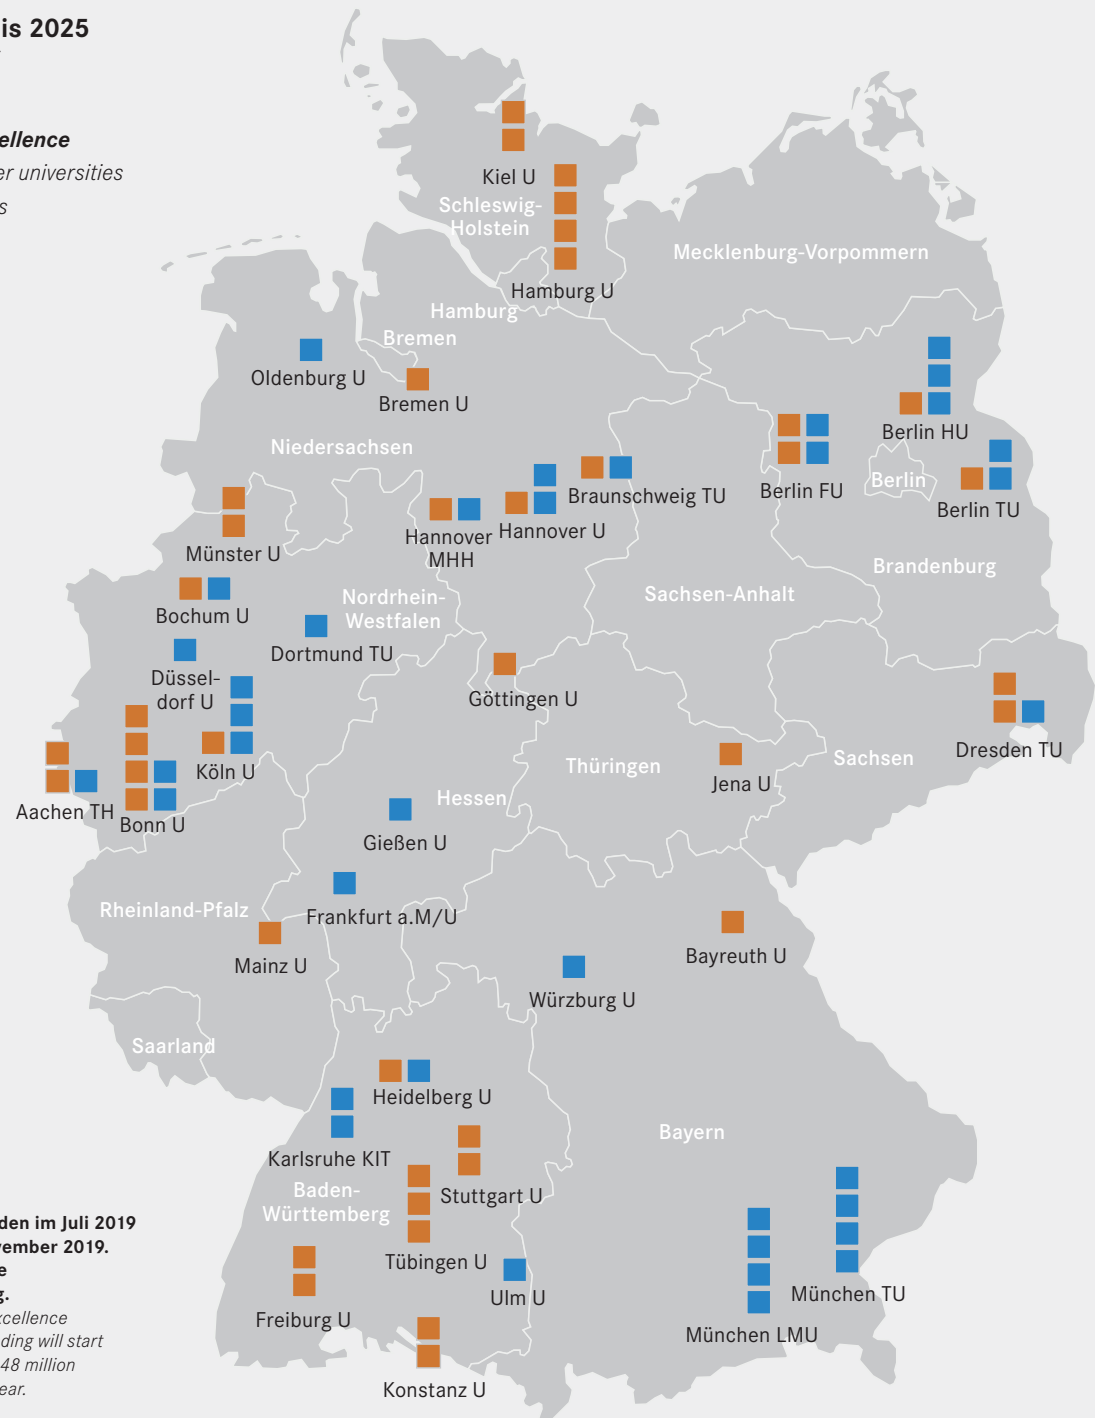 is 2025
ellence
er universities
s
Kiel U
Schleswig-
Holstein
Mecklenburg-Vorpommern
Hamburg U
Hamburg
Bremen
Oldenburg U
Bremen U
Berlin HU
Niedersachsen
Berlin
Braunschweig TU
Berlin FU
Berlin TU
Hannover
MHH
Hannover U
Münster U
Brandenburg
Nordrhein-
Westfalen
Sachsen-Anhalt
Bochum U
Dortmund TU
Düssel-
dorf U
Göttingen U
Dresden TU
Sachsen
Thüringen
Köln U
Jena U
Hessen
Aachen TH
Bonn U
Gießen U
Rheinland-Pfalz
Frankfurt a.M/U
Mainz U
Bayreuth U
Würzburg U
Saarland
Heidelberg U
Bayern
Karlsruhe KIT
Baden-
Württemberg
Stuttgart U
Tübingen U
Ulm U
München TU
Freiburg U
München LMU
Konstanz U
den im Juli 2019
vember 2019.
e
g.
xcellence
ding will start
48 million
ear.